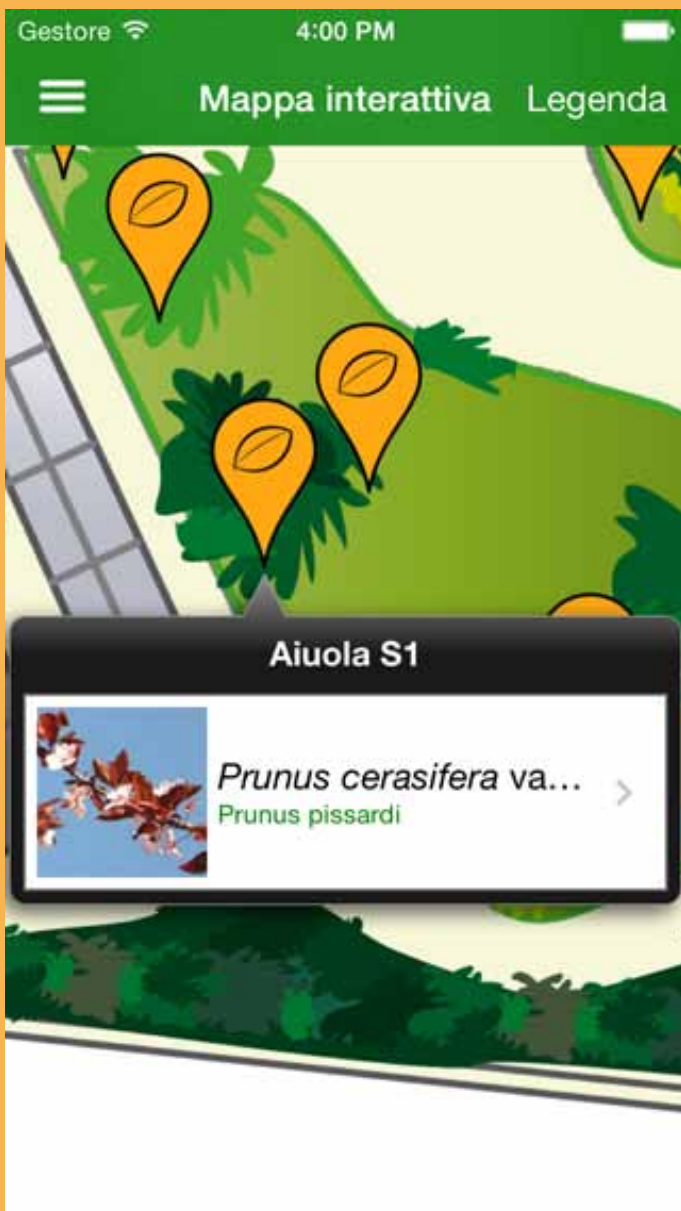 Gestore 4:00 PM
Mappa interattiva Legenda
Aiuola S1
Prunus cerasifera va...
Prunus pissardi